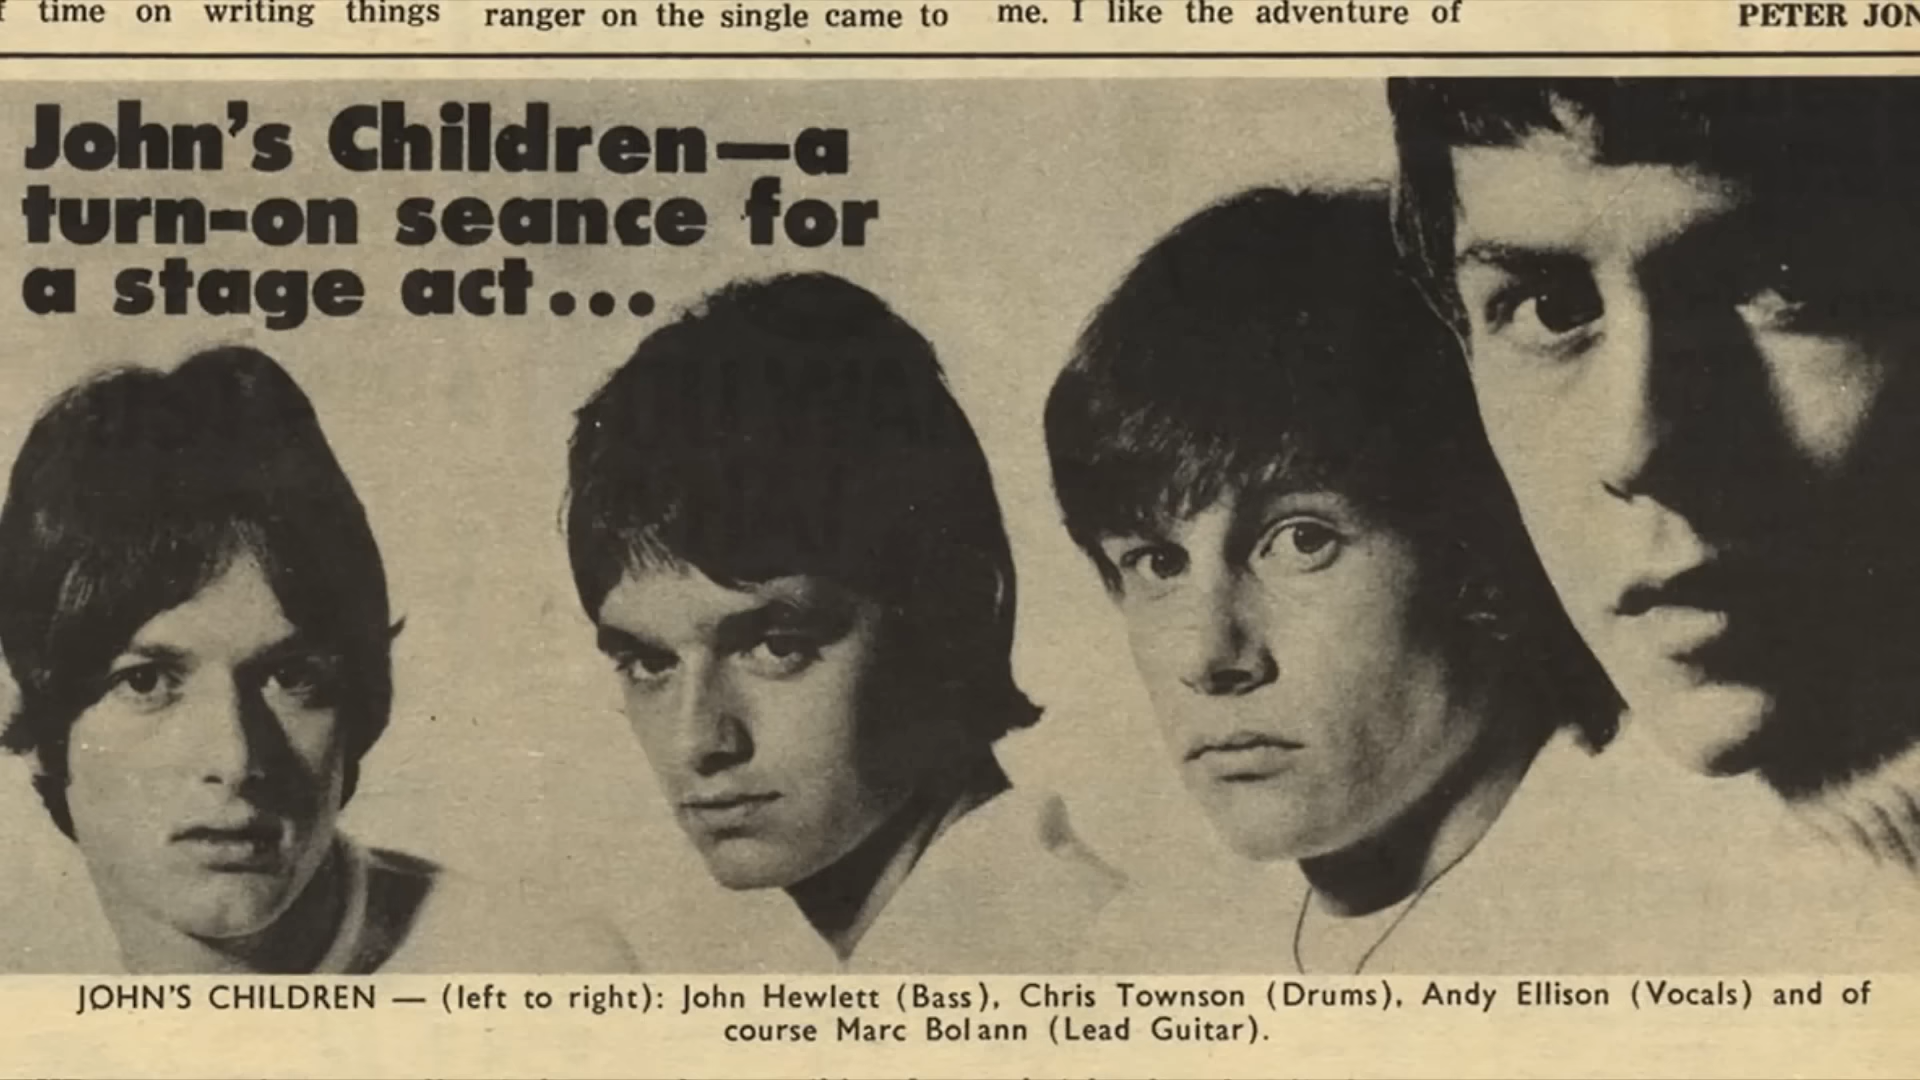 time on writing things
ranger on the single came to
me. I like the adventure of
PETER JON
John's Children—a
turn-on seance for
a stage act...
JOHN'S CHILDREN — (left to right): John Hewlett (Bass), Chris Townson (Drums), Andy Ellison (Vocals) and of
course Marc Bolann (Lead Guitar).